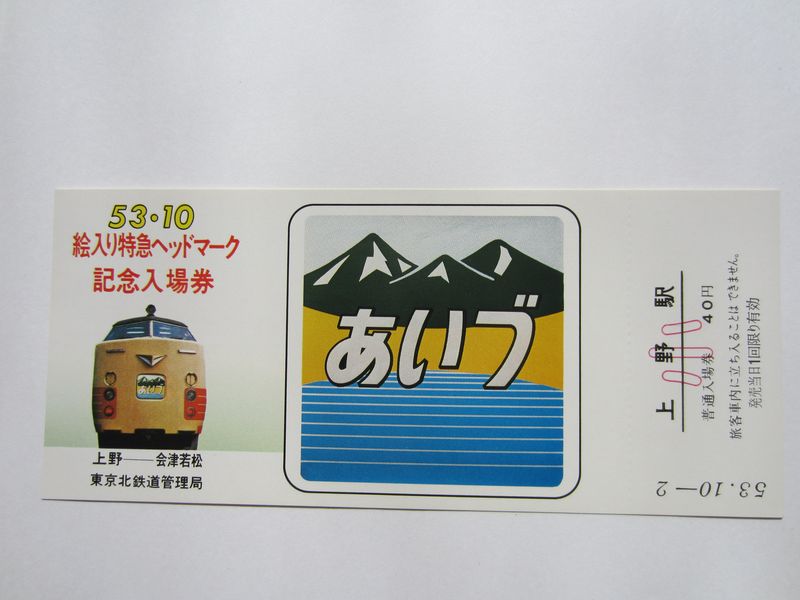 53・10
絵入り特急ヘッドマーク
記念入場券
あいづ
上野――会津若松
東京北鉄道管理局
あいづ
上野駅
普通入場券 40円
旅客車内に立ち入ることはできません。
発売当日1回限り有効
53.10－2